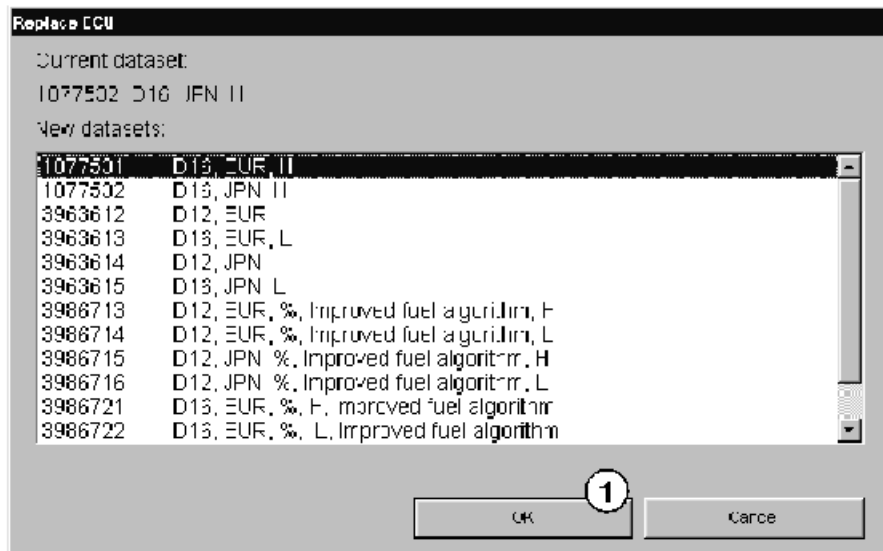 Replace ECU
Current dataset:
1077502 D16 JPN H
New datasets:
1077501 D16, EUR, H
1077502 D16, JPN H
3963612 D12, EUR
3963613 D16, EUR, L
3963614 D12, JPN
3963615 D16, JPN L
3986713 D12, EUR, %, Improved fuel algorithm, H
3986714 D12, EUR, %, Improved fuel algorithm, L
3986715 D12, JPN %, Improved fuel algorithm, H
3986716 D12, JPN %, Improved fuel algorithm, L
3986721 D16, EUR, %, H, Improved fuel algorithm
3986722 D16, EUR, %, L, Improved fuel algorithm
1
OK Cancel